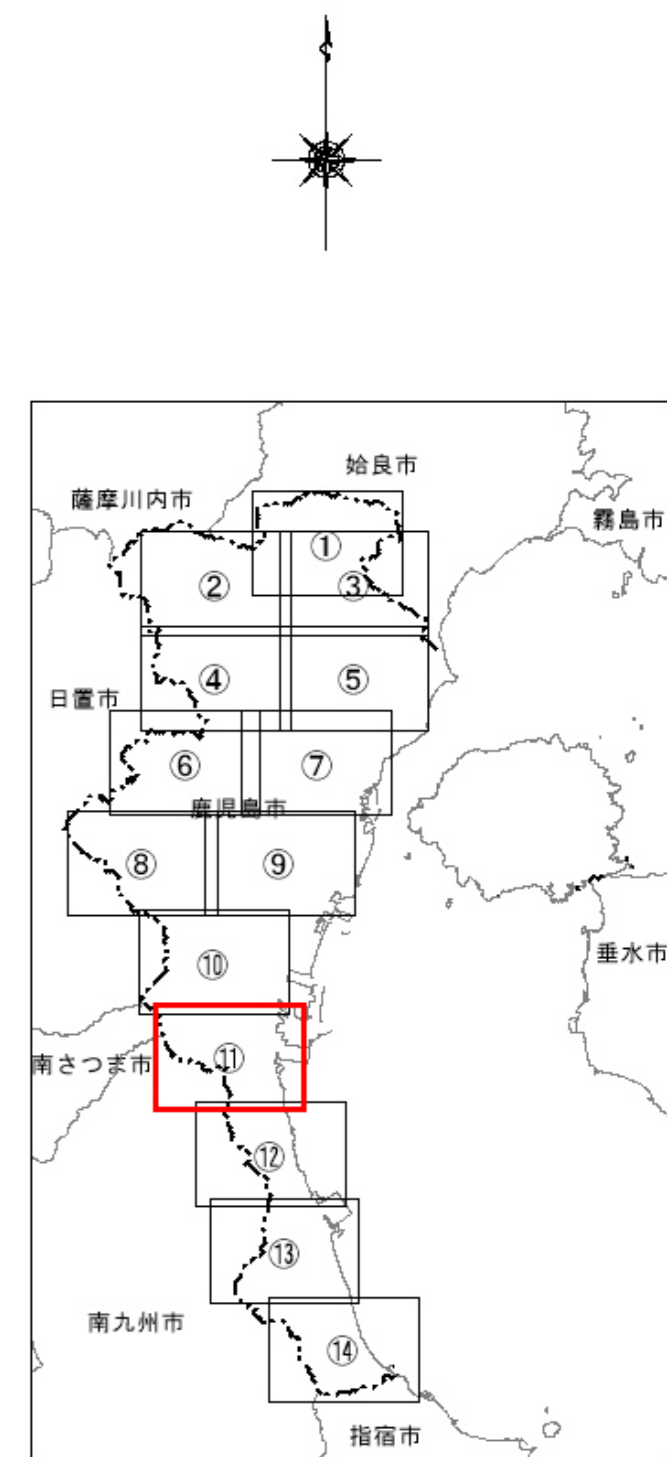 姶良市
薩摩川内市
霧島市
①
②
③
④
⑤
日置市
⑥
⑦
鹿児島市
⑧
⑨
垂水市
⑩
南さつま市
⑪
⑫
⑬
南九州市
⑭
指宿市